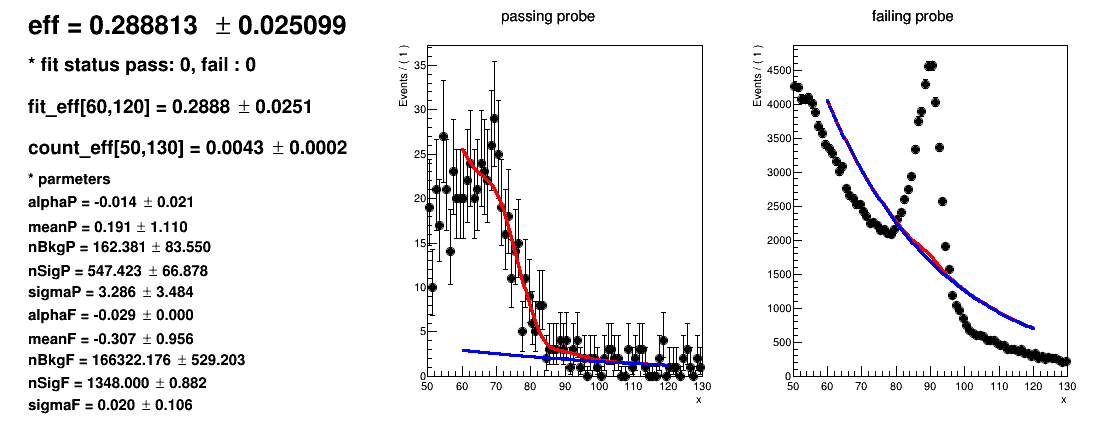 eff = 0.288813 ± 0.025099
* fit status pass: 0, fail : 0
fit_eff[60,120] = 0.2888 ± 0.0251
count_eff[50,130] = 0.0043 ± 0.0002
* parmeters
alphaP = -0.014 ± 0.021
meanP = 0.191 ± 1.110
nBkgP = 162.381 ± 83.550
nSigP = 547.423 ± 66.878
sigmaP = 3.286 ± 3.484
alphaF = -0.029 ± 0.000
meanF = -0.307 ± 0.956
nBkgF = 166322.176 ± 529.203
nSigF = 1348.000 ± 0.882
sigmaF = 0.020 ± 0.106
passing probe
Events / ( 1 )
35
30
25
20
15
10
5
0
50 60 70 80 90 100 110 120 130
x
failing probe
Events / ( 1 )
4500
4000
3500
3000
2500
2000
1500
1000
500
0
50 60 70 80 90 100 110 120 130
x